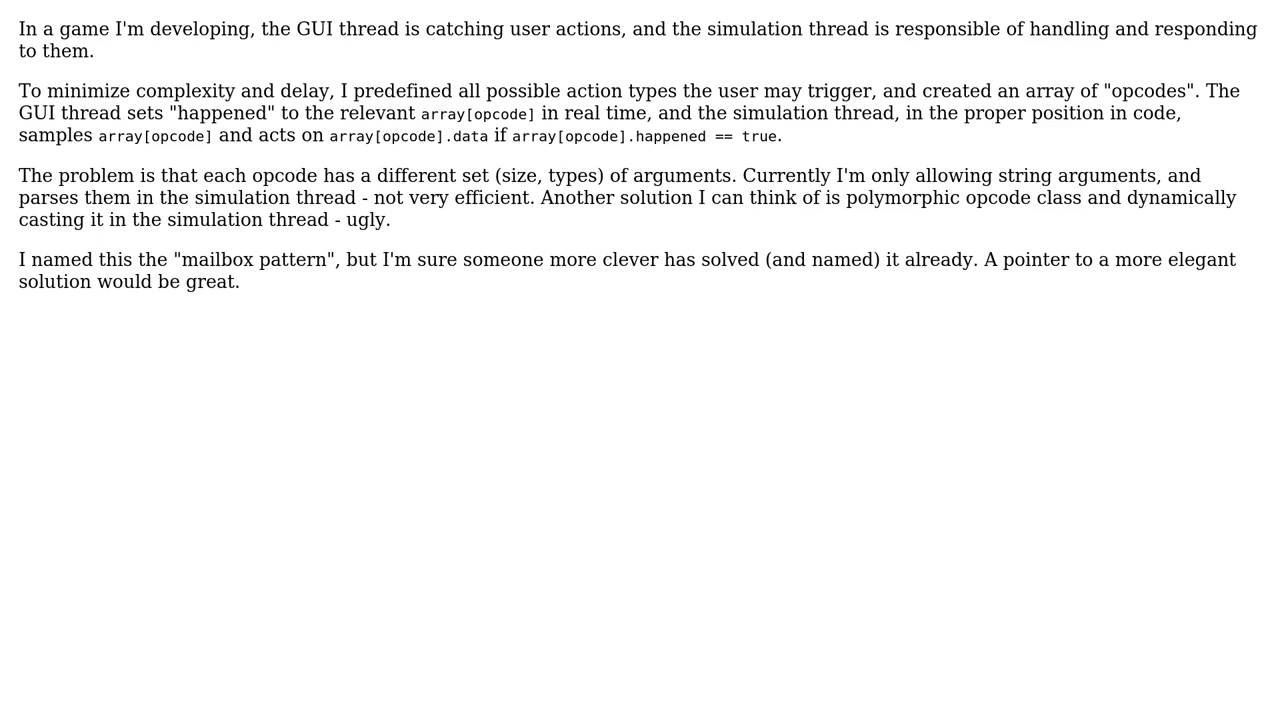 In a game I'm developing, the GUI thread is catching user actions, and the simulation thread is responsible of handling and responding
to them.
To minimize complexity and delay, I predefined all possible action types the user may trigger, and created an array of "opcodes". The
GUI thread sets "happened" to the relevant array[opcode] in real time, and the simulation thread, in the proper position in code,
samples array[opcode] and acts on array[opcode].data if array[opcode].happened == true.
The problem is that each opcode has a different set (size, types) of arguments. Currently I'm only allowing string arguments, and
parses them in the simulation thread - not very efficient. Another solution I can think of is polymorphic opcode class and dynamically
casting it in the simulation thread - ugly.
I named this the "mailbox pattern", but I'm sure someone more clever has solved (and named) it already. A pointer to a more elegant
solution would be great.